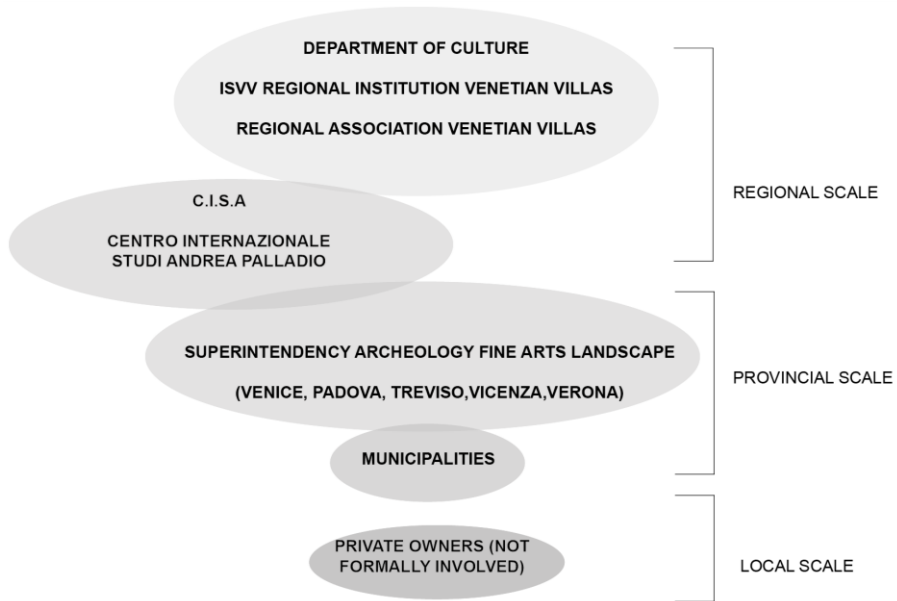 DEPARTMENT OF CULTURE
ISVV REGIONAL INSTITUTION VENETIAN VILLAS
REGIONAL ASSOCIATION VENETIAN VILLAS
REGIONAL SCALE
C.I.S.A
CENTRO INTERNAZIONALE
STUDI ANDREA PALLADIO
SUPERINTENDENCY ARCHEOLOGY FINE ARTS LANDSCAPE
(VENICE, PADOVA, TREVISO,VICENZA,VERONA)
PROVINCIAL SCALE
MUNICIPALITIES
PRIVATE OWNERS (NOT
FORMALLY INVOLVED)
LOCAL SCALE